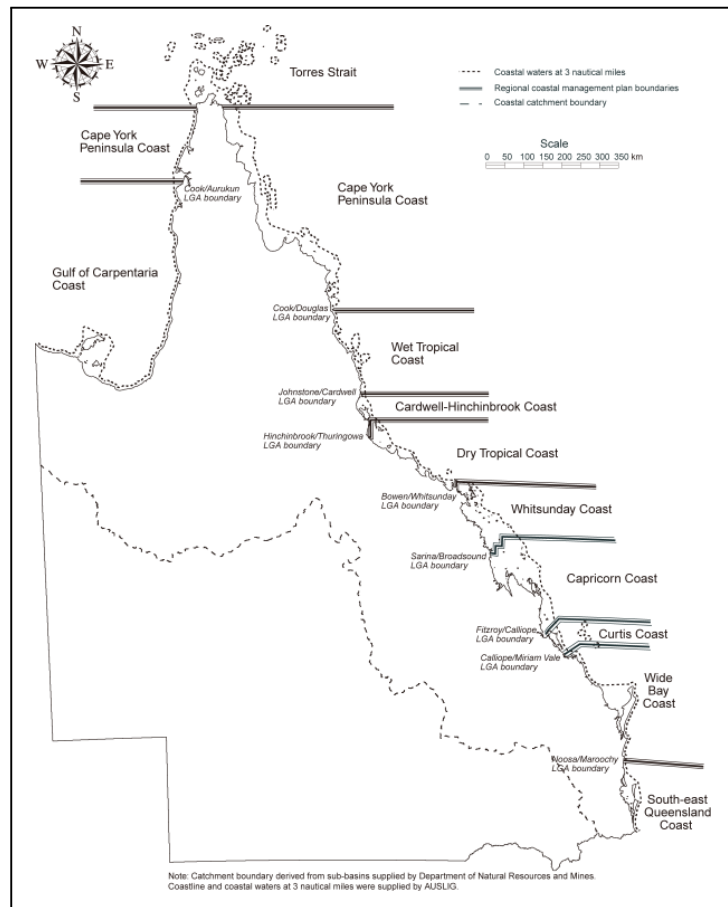 N
W E
S
Torres Strait
Coastal waters at 3 nautical miles
Regional coastal management plan boundaries
Coastal catchment boundary
Scale
0 50 100 150 200 250 300 350 km
Cape York
Peninsula Coast
Cook/Aurukun
LGA boundary
Cape York
Peninsula Coast
Gulf of Carpentaria
Coast
Cook/Douglas
LGA boundary
Wet Tropical
Coast
Johnstone/Cardwell
LGA boundary
Cardwell-Hinchinbrook Coast
Hinchinbrook/Thuringowa
LGA boundary
Dry Tropical Coast
Bowen/Whitsunday
LGA boundary
Whitsunday Coast
Sarina/Broadsound
LGA boundary
Capricorn Coast
Fitzroy/Calliope
LGA boundary
Curtis Coast
Calliope/Miriam Vale
LGA boundary
Wide
Bay
Coast
Noosa/Maroochy
LGA boundary
South-east
Queensland
Coast
Note: Catchment boundary derived from sub-basins supplied by Department of Natural Resources and Mines.
Coastline and coastal waters at 3 nautical miles were supplied by AUSLIG.